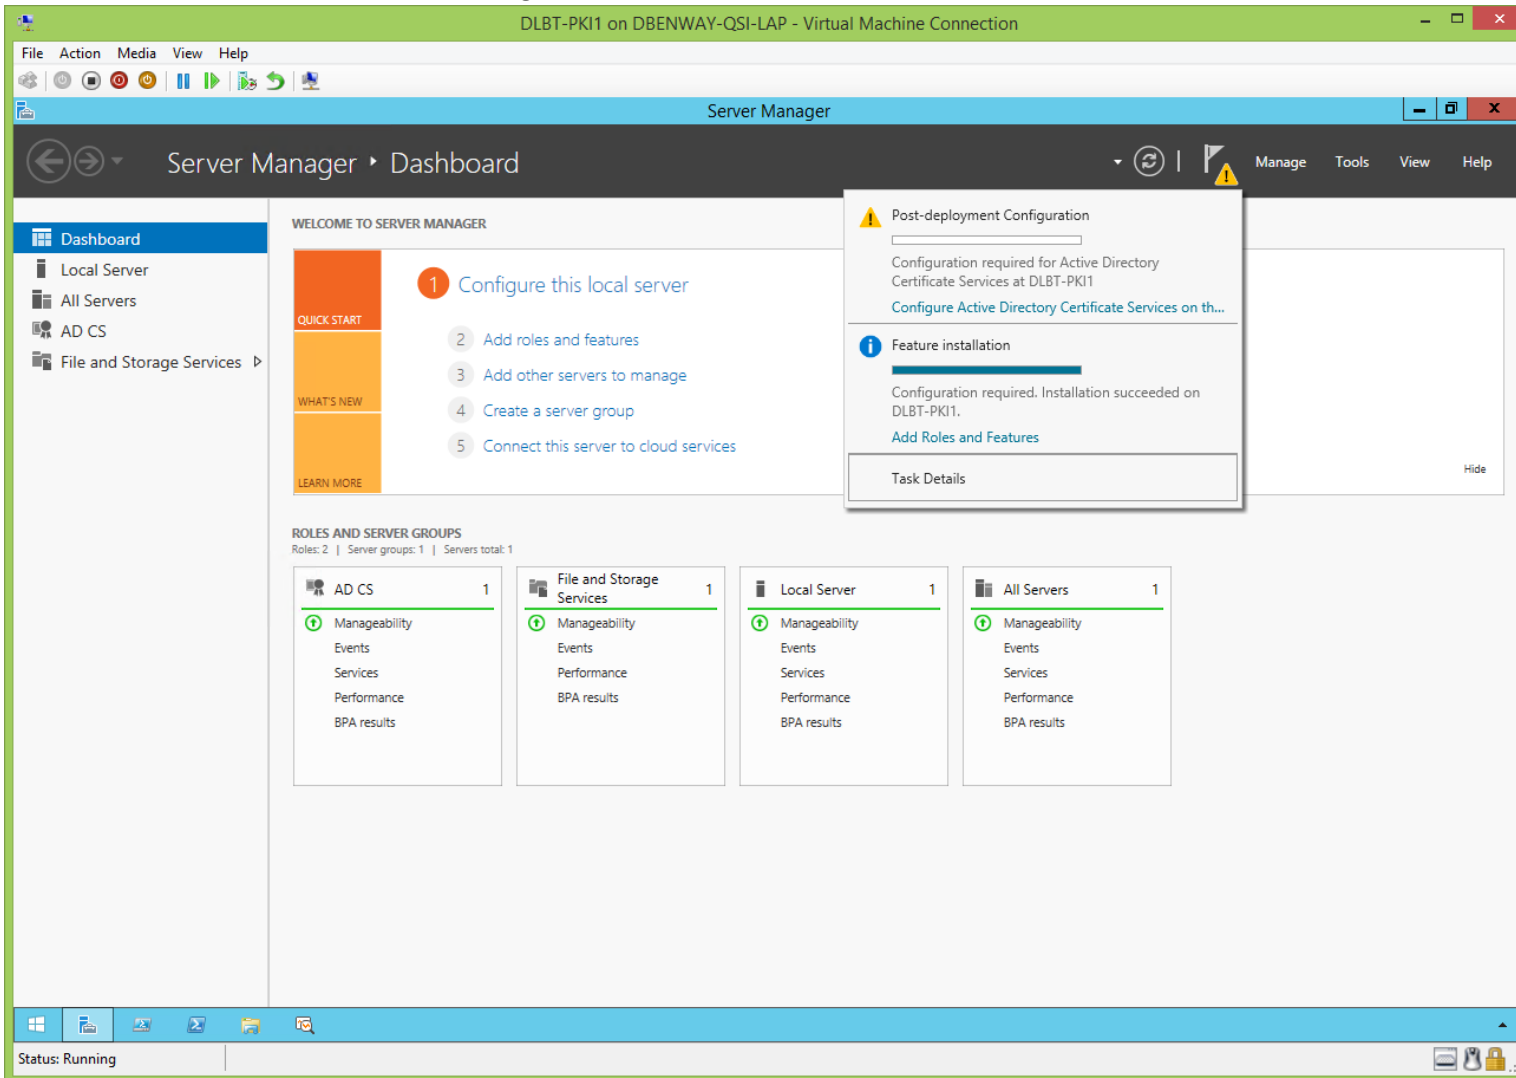 DLBT-PKI1 on DBENWAY-QSI-LAP - Virtual Machine Connection
File Action Media View Help
Server Manager
Server Manager • Dashboard
Manage Tools View Help
Dashboard
Local Server
All Servers
AD CS
File and Storage Services
WELCOME TO SERVER MANAGER
QUICK START
WHAT'S NEW
LEARN MORE
1 Configure this local server
2 Add roles and features
3 Add other servers to manage
4 Create a server group
5 Connect this server to cloud services
Hide
Post-deployment Configuration
Configuration required for Active Directory
Certificate Services at DLBT-PKI1
Configure Active Directory Certificate Services on th...
Feature installation
Configuration required. Installation succeeded on
DLBT-PKI1.
Add Roles and Features
Task Details
ROLES AND SERVER GROUPS
Roles: 2 | Server groups: 1 | Servers total: 1
AD CS 1
Manageability
Events
Services
Performance
BPA results
File and Storage
Services 1
Manageability
Events
Performance
BPA results
Local Server 1
Manageability
Events
Services
Performance
BPA results
All Servers 1
Manageability
Events
Services
Performance
BPA results
Status: Running